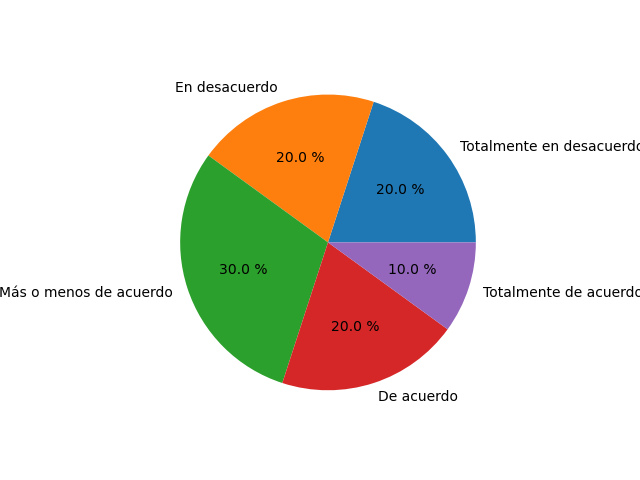 En desacuerdo
Totalmente en desacuerdo
20.0 %
20.0 %
30.0 %
10.0 %
Más o menos de acuerdo
Totalmente de acuerdo
20.0 %
De acuerdo